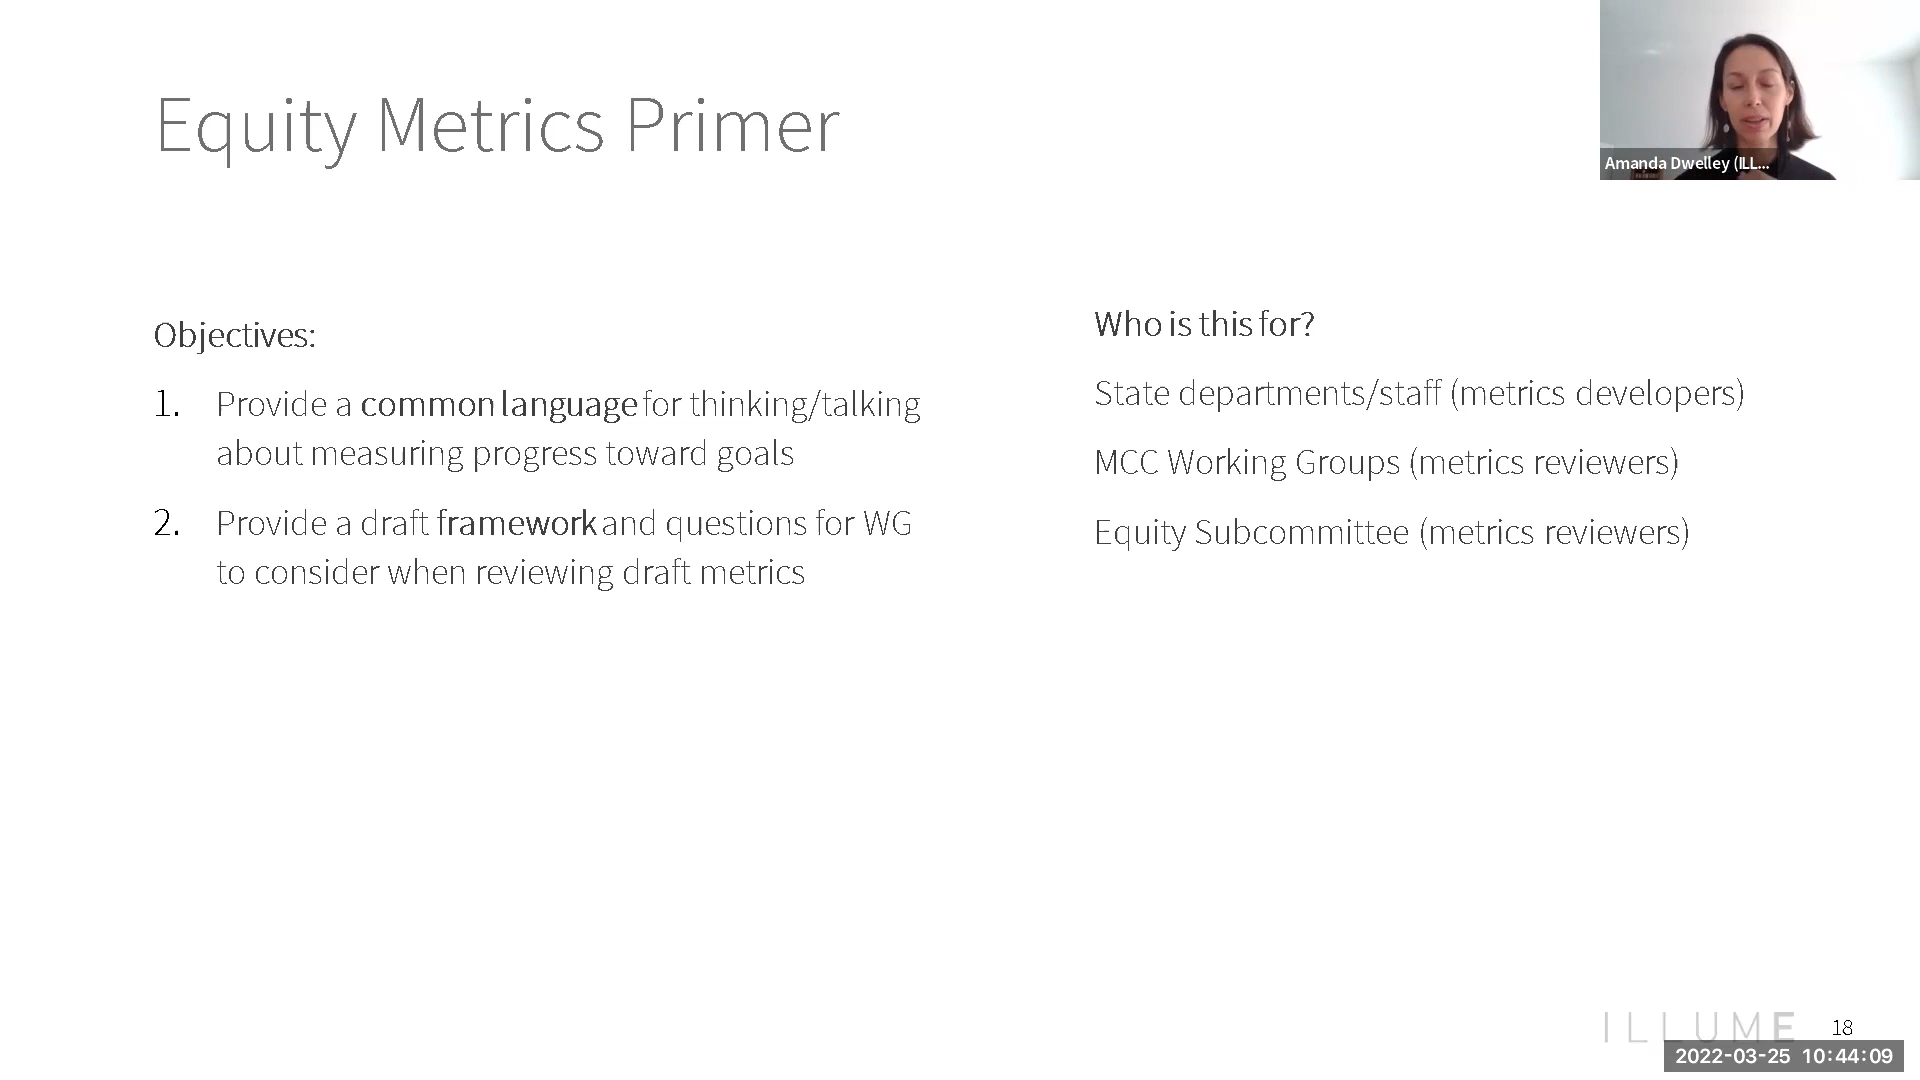 Equity Metrics Primer
Amanda Dwelley (ILL...
Objectives:
1. Provide a common language for thinking/talking
about measuring progress toward goals
2. Provide a draft framework and questions for WG
to consider when reviewing draft metrics
Who is this for?
State departments/staff (metrics developers)
MCC Working Groups (metrics reviewers)
Equity Subcommittee (metrics reviewers)
ILLUME 18
2022-03-25 10:44:09